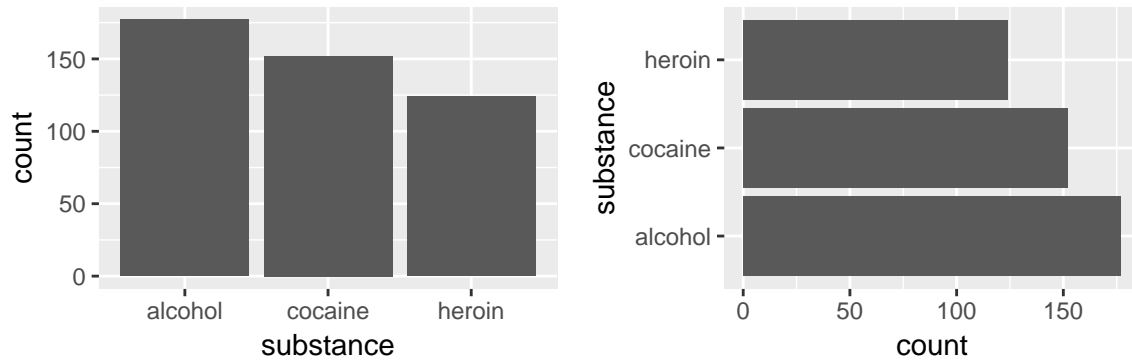 count
150
100
50
0
alcohol cocaine heroin
substance
substance
heroin
cocaine
alcohol
0 50 100 150
count